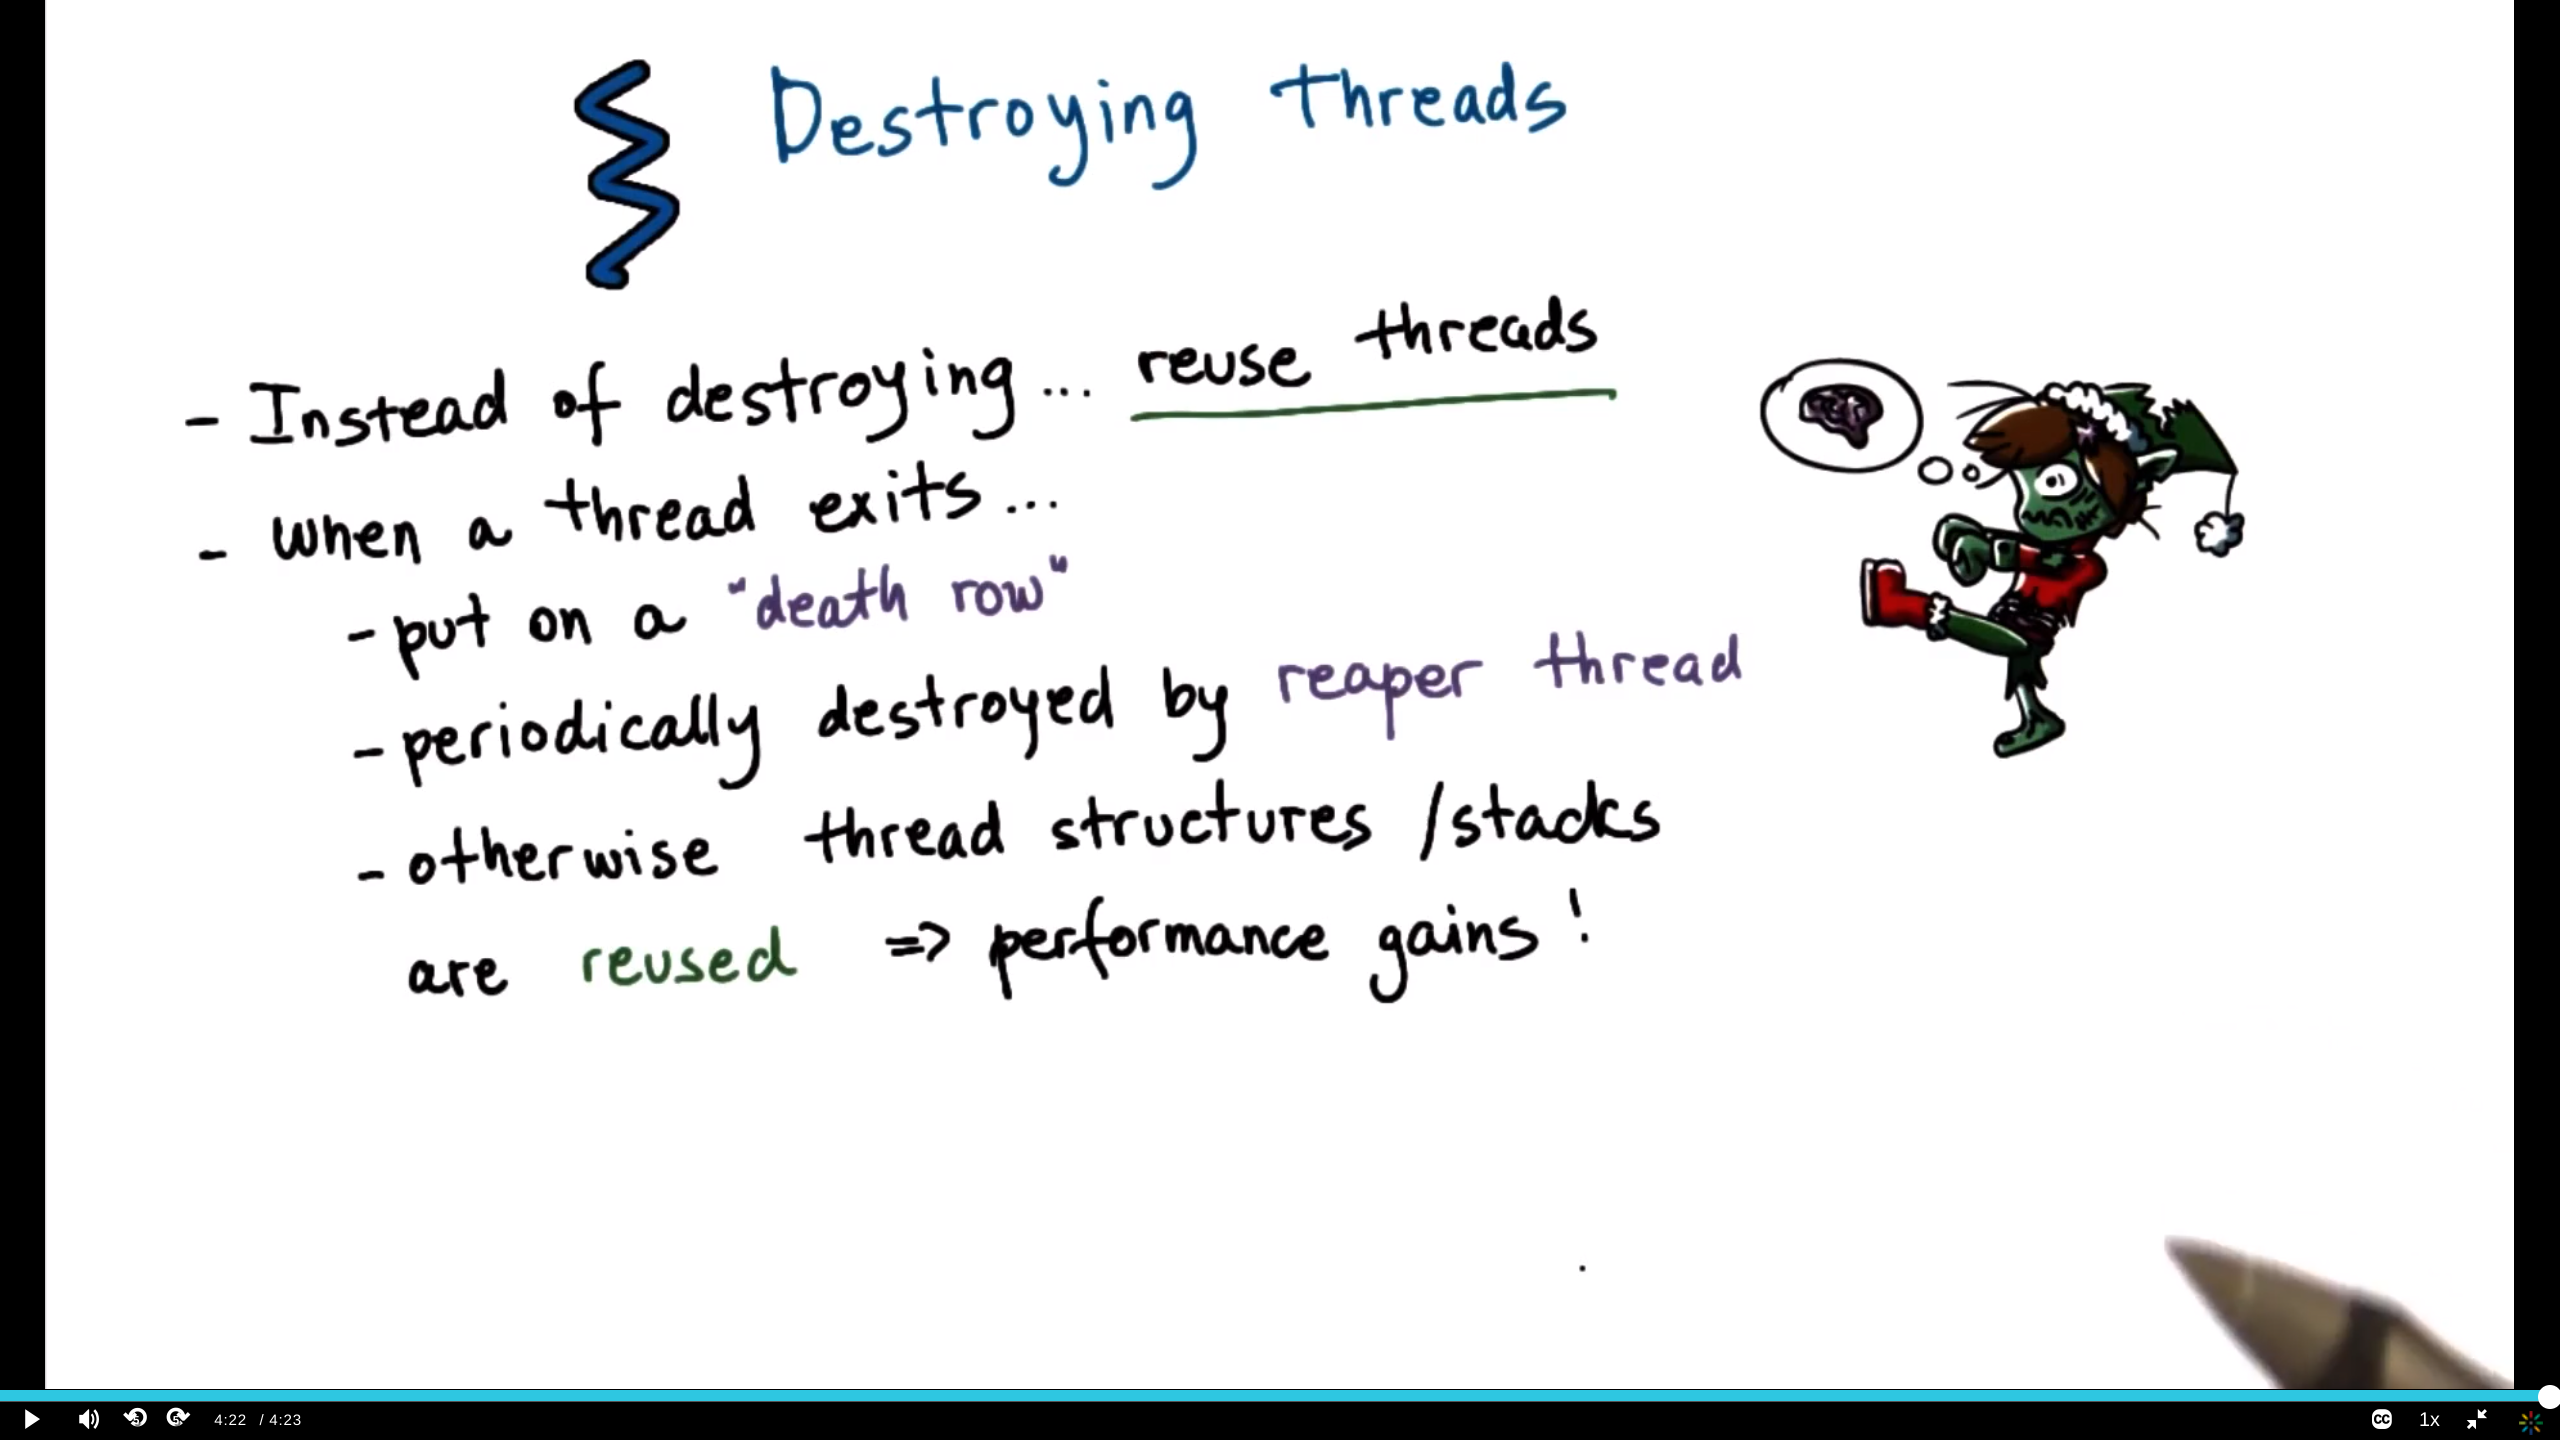 Destroying Threads
- Instead of destroying... reuse threads
- when a thread exits...
- put on a "death row"
- periodically destroyed by reaper thread
- otherwise thread structures / stacks
are reused => performance gains!
4:22 / 4:23
CC
1x